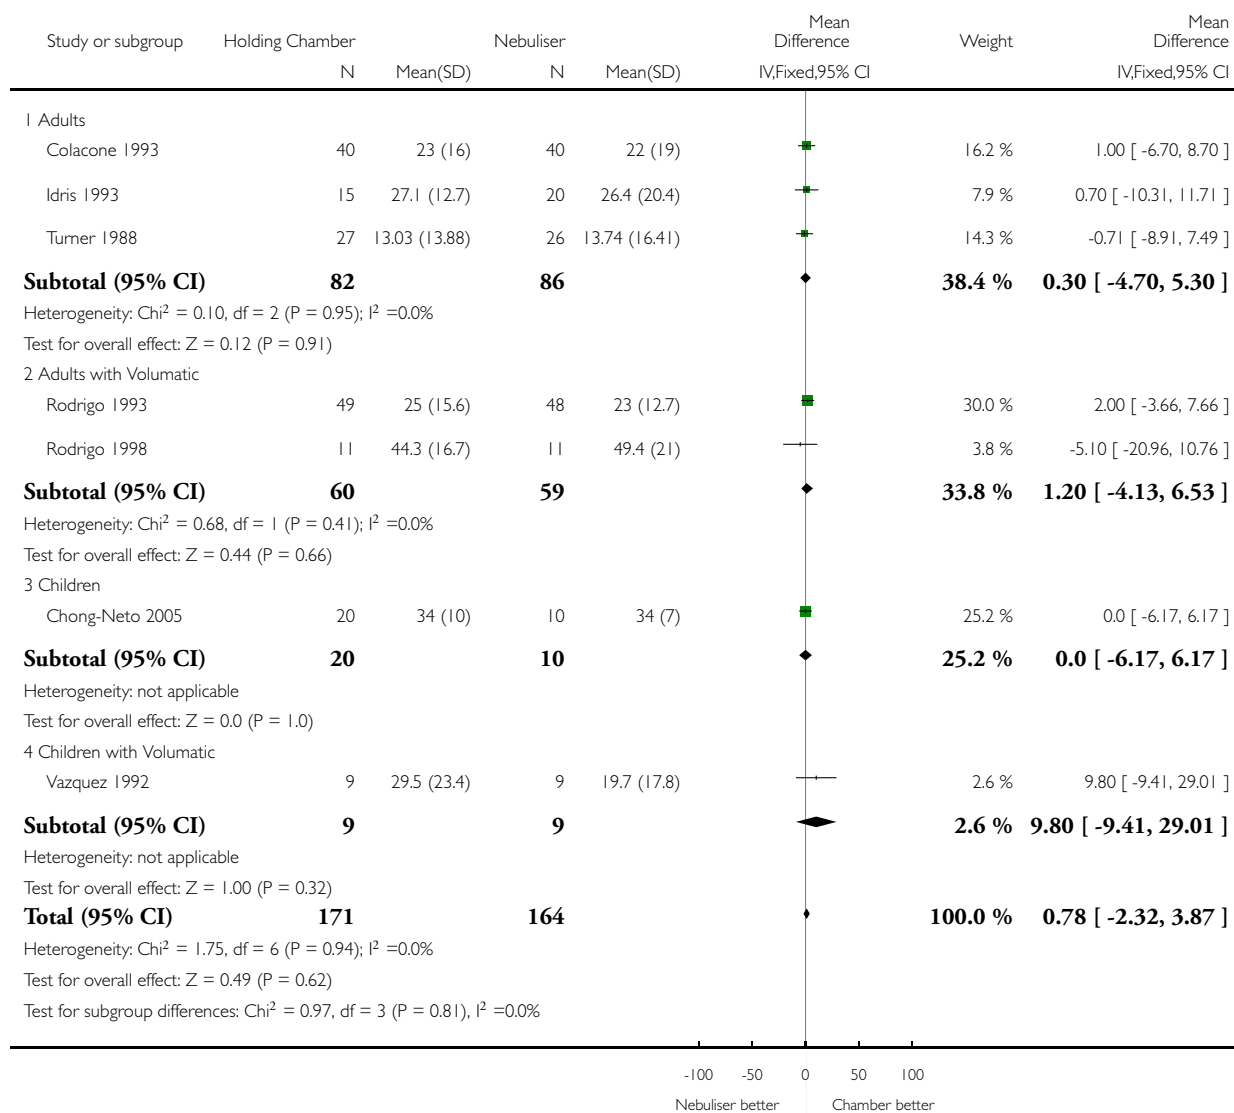 Study or subgroup Holding Chamber Nebuliser Mean Difference Weight Mean Difference
N Mean(SD) N Mean(SD) IV,Fixed,95% CI IV,Fixed,95% CI
1 Adults
Colacone 1993 40 23 (16) 40 22 (19) 16.2 % 1.00 [ -6.70, 8.70 ]
Idris 1993 15 27.1 (12.7) 20 26.4 (20.4) 7.9 % 0.70 [ -10.31, 11.71 ]
Turner 1988 27 13.03 (13.88) 26 13.74 (16.41) 14.3 % -0.71 [ -8.91, 7.49 ]
Subtotal (95% CI) 82 86 38.4 % 0.30 [ -4.70, 5.30 ]
Heterogeneity: Chi² = 0.10, df = 2 (P = 0.95); I² =0.0%
Test for overall effect: Z = 0.12 (P = 0.91)
2 Adults with Volumatic
Rodrigo 1993 49 25 (15.6) 48 23 (12.7) 30.0 % 2.00 [ -3.66, 7.66 ]
Rodrigo 1998 11 44.3 (16.7) 11 49.4 (21) 3.8 % -5.10 [ -20.96, 10.76 ]
Subtotal (95% CI) 60 59 33.8 % 1.20 [ -4.13, 6.53 ]
Heterogeneity: Chi² = 0.68, df = 1 (P = 0.41); I² =0.0%
Test for overall effect: Z = 0.44 (P = 0.66)
3 Children
Chong-Neto 2005 20 34 (10) 10 34 (7) 25.2 % 0.0 [ -6.17, 6.17 ]
Subtotal (95% CI) 20 10 25.2 % 0.0 [ -6.17, 6.17 ]
Heterogeneity: not applicable
Test for overall effect: Z = 0.0 (P = 1.0)
4 Children with Volumatic
Vazquez 1992 9 29.5 (23.4) 9 19.7 (17.8) 2.6 % 9.80 [ -9.41, 29.01 ]
Subtotal (95% CI) 9 9 2.6 % 9.80 [ -9.41, 29.01 ]
Heterogeneity: not applicable
Test for overall effect: Z = 1.00 (P = 0.32)
Total (95% CI) 171 164 100.0 % 0.78 [ -2.32, 3.87 ]
Heterogeneity: Chi² = 1.75, df = 6 (P = 0.94); I² =0.0%
Test for overall effect: Z = 0.49 (P = 0.62)
Test for subgroup differences: Chi² = 0.97, df = 3 (P = 0.81), I² =0.0%
-100 -50 0 50 100
Nebuliser better Chamber better